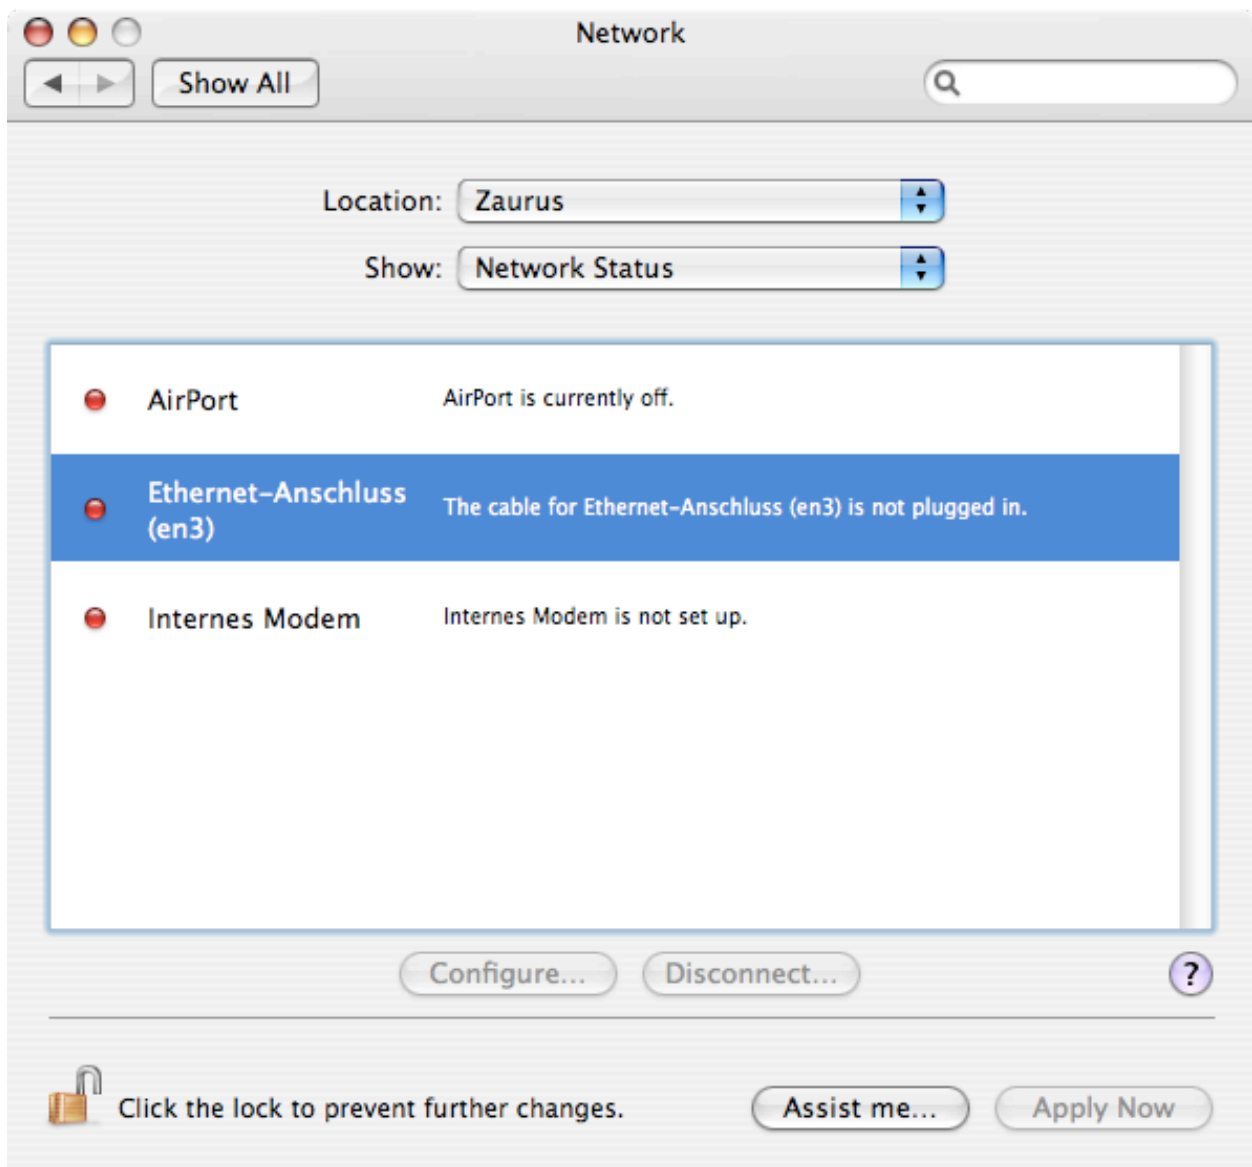 Network
Show All
Location: Zaurus
Show: Network Status
AirPort AirPort is currently off.
Ethernet-Anschluss
(en3)
The cable for Ethernet-Anschluss (en3) is not plugged in.
Internes Modem Internes Modem is not set up.
Configure... Disconnect... ?
Click the lock to prevent further changes. Assist me... Apply Now